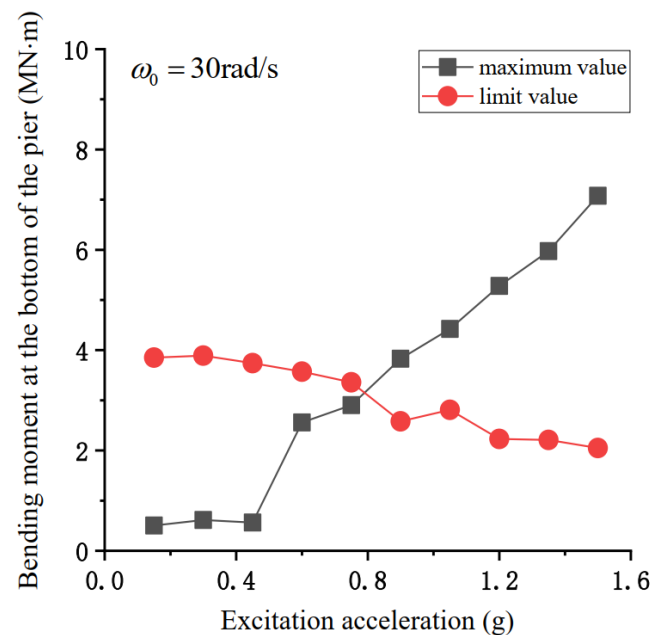 ω₀ = 30rad/s
maximum value
limit value
Bending moment at the bottom of the pier (MN·m)
10
8
6
4
2
0
0.0 0.4 0.8 1.2 1.6
Excitation acceleration (g)